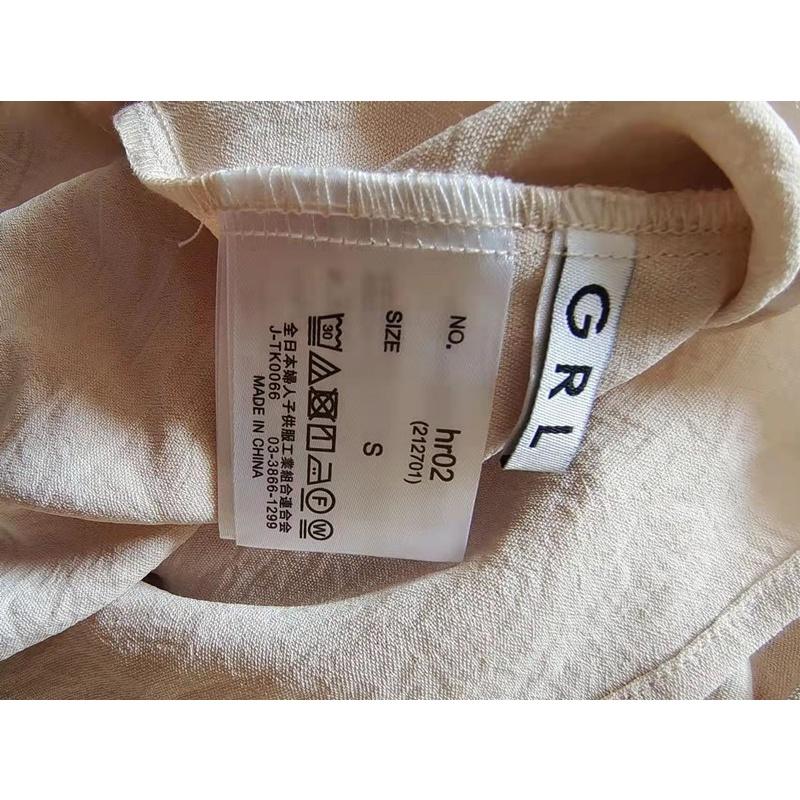 NO. hr02
(212701)
SIZE S
全日本婦人子供服工業組合連合会
J-TK0066 03-3866-1299
MADE IN CHINA
GRL